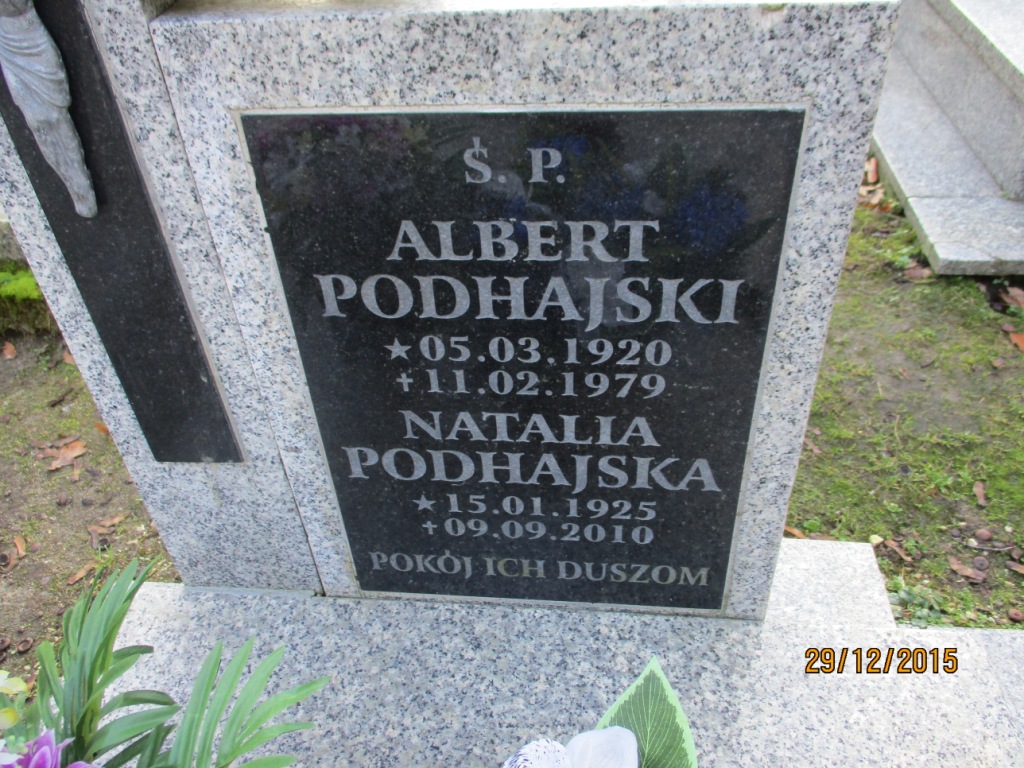 Ś. P.
ALBERT
PODHAJSKI
★05.03.1920
✝11.02.1979
NATALIA
PODHAJSKA
★15.01.1925
✝09.09.2010
POKÓJ ICH DUSZOM
29/12/2015